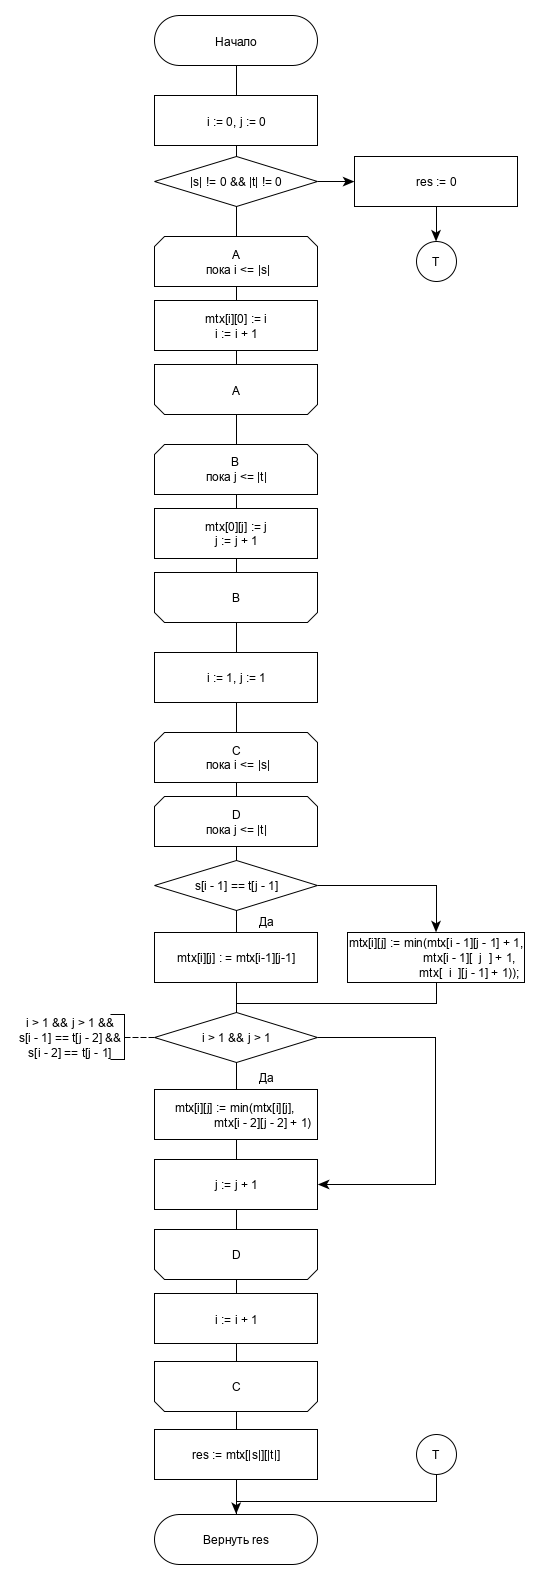 Начало
i := 0, j := 0
|s| != 0 && |t| != 0
res := 0
T
A
пока i <= |s|
mtx[i][0] := i
i := i + 1
A
B
пока j <= |t|
mtx[0][j] := j
j := j + 1
B
i := 1, j := 1
C
пока i <= |s|
D
пока j <= |t|
s[i - 1] == t[j - 1]
Да
mtx[i][j] : = mtx[i-1][j-1]
mtx[i][j] := min(mtx[i - 1][j - 1] + 1,
mtx[i - 1][  j  ] + 1,
mtx[  i  ][j - 1] + 1));
i > 1 && j > 1 &&
s[i - 1] == t[j - 2] &&
s[i - 2] == t[j - 1]
i > 1 && j > 1
Да
mtx[i][j] := min(mtx[i][j],
mtx[i - 2][j - 2] + 1)
j := j + 1
D
i := i + 1
C
res := mtx[|s|][|t|]
T
Вернуть res